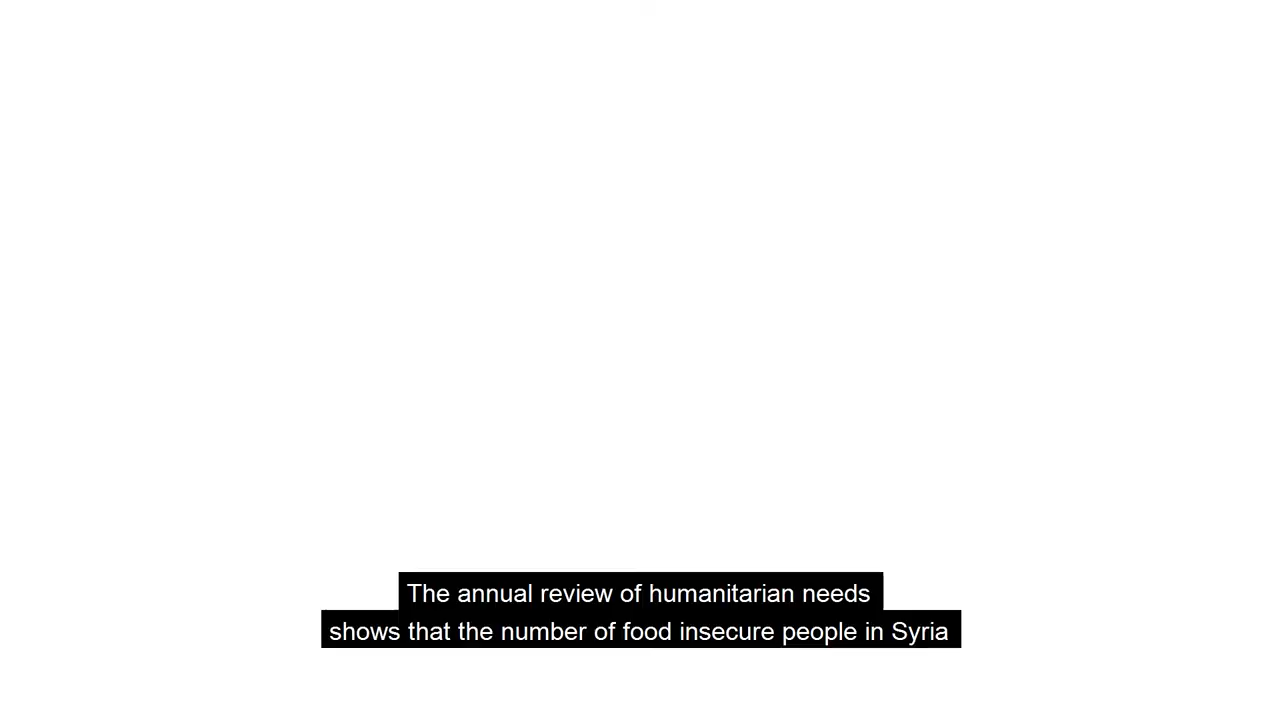 The annual review of humanitarian needs
shows that the number of food insecure people in Syria